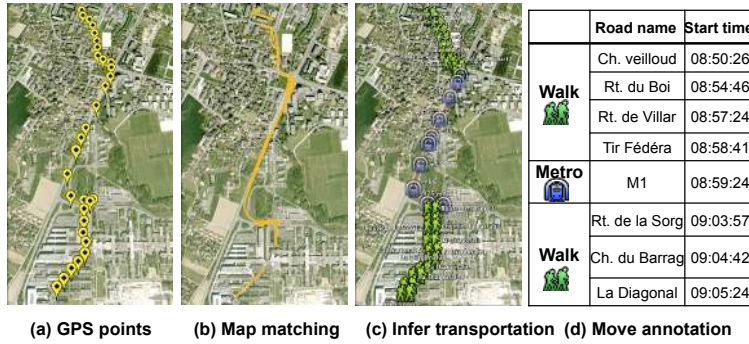 Road name Start time
Walk
Ch. veilloud 08:50:26
Rt. du Boi 08:54:46
Rt. de Villar 08:57:24
Tir Fédéra 08:58:41
Metro M1 08:59:24
Walk
Rt. de la Sorg 09:03:57
Ch. du Barrag 09:04:42
La Diagonal 09:05:24
(a) GPS points (b) Map matching (c) Infer transportation (d) Move annotation